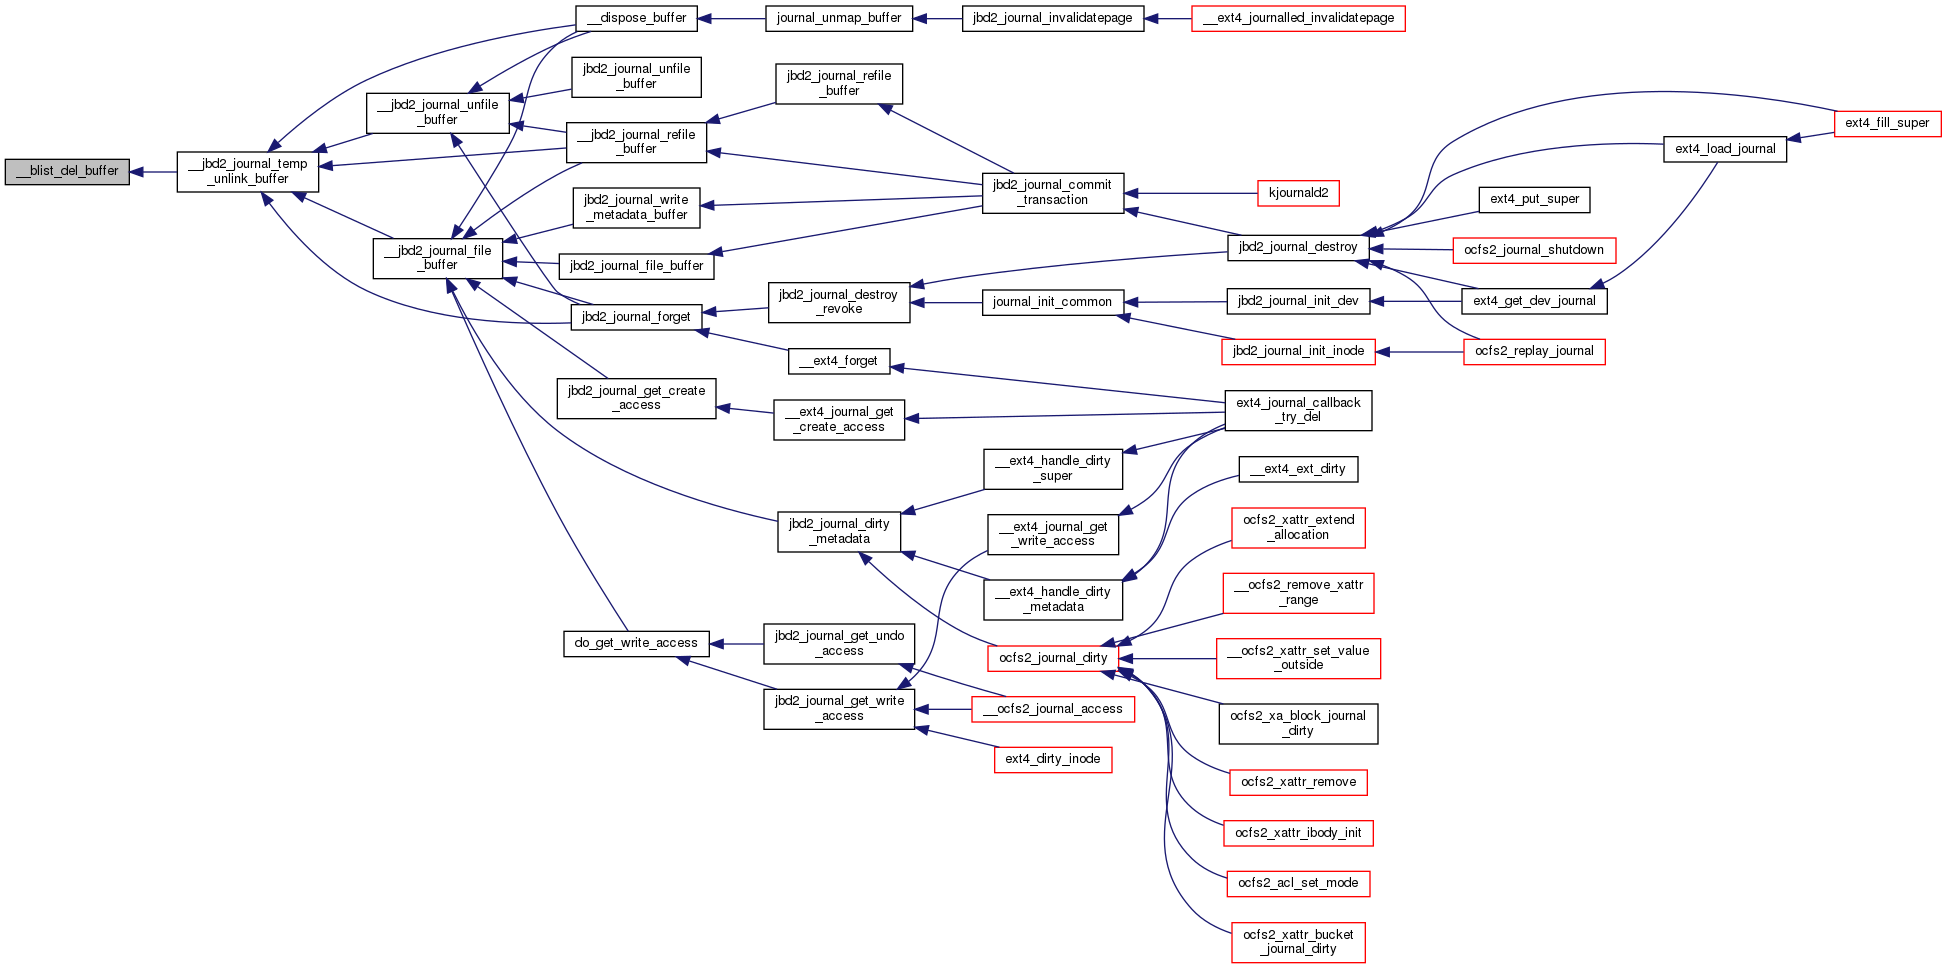 __blist_del_buffer
__jbd2_journal_temp
_unlink_buffer
__dispose_buffer
__jbd2_journal_unfile
_buffer
jbd2_journal_unfile
_buffer
__jbd2_journal_refile
_buffer
__jbd2_journal_file
_buffer
jbd2_journal_write
_metadata_buffer
jbd2_journal_file_buffer
jbd2_journal_forget
jbd2_journal_get_create
_access
do_get_write_access
journal_unmap_buffer
jbd2_journal_refile
_buffer
jbd2_journal_destroy
_revoke
__ext4_forget
__ext4_journal_get
_create_access
jbd2_journal_dirty
_metadata
jbd2_journal_get_undo
_access
jbd2_journal_get_write
_access
jbd2_journal_invalidatepage
jbd2_journal_commit
_transaction
journal_init_common
__ext4_handle_dirty
_super
__ext4_journal_get
_write_access
__ext4_handle_dirty
_metadata
ocfs2_journal_dirty
__ocfs2_journal_access
ext4_dirty_inode
__ext4_journalled_invalidatepage
kjournald2
jbd2_journal_destroy
jbd2_journal_init_dev
jbd2_journal_init_inode
ext4_journal_callback
_try_del
__ext4_ext_dirty
ocfs2_xattr_extend
_allocation
__ocfs2_remove_xattr
_range
__ocfs2_xattr_set_value
_outside
ocfs2_xa_block_journal
_dirty
ocfs2_xattr_remove
ocfs2_xattr_ibody_init
ocfs2_acl_set_mode
ocfs2_xattr_bucket
_journal_dirty
ext4_put_super
ocfs2_journal_shutdown
ext4_get_dev_journal
ocfs2_replay_journal
ext4_load_journal
ext4_fill_super